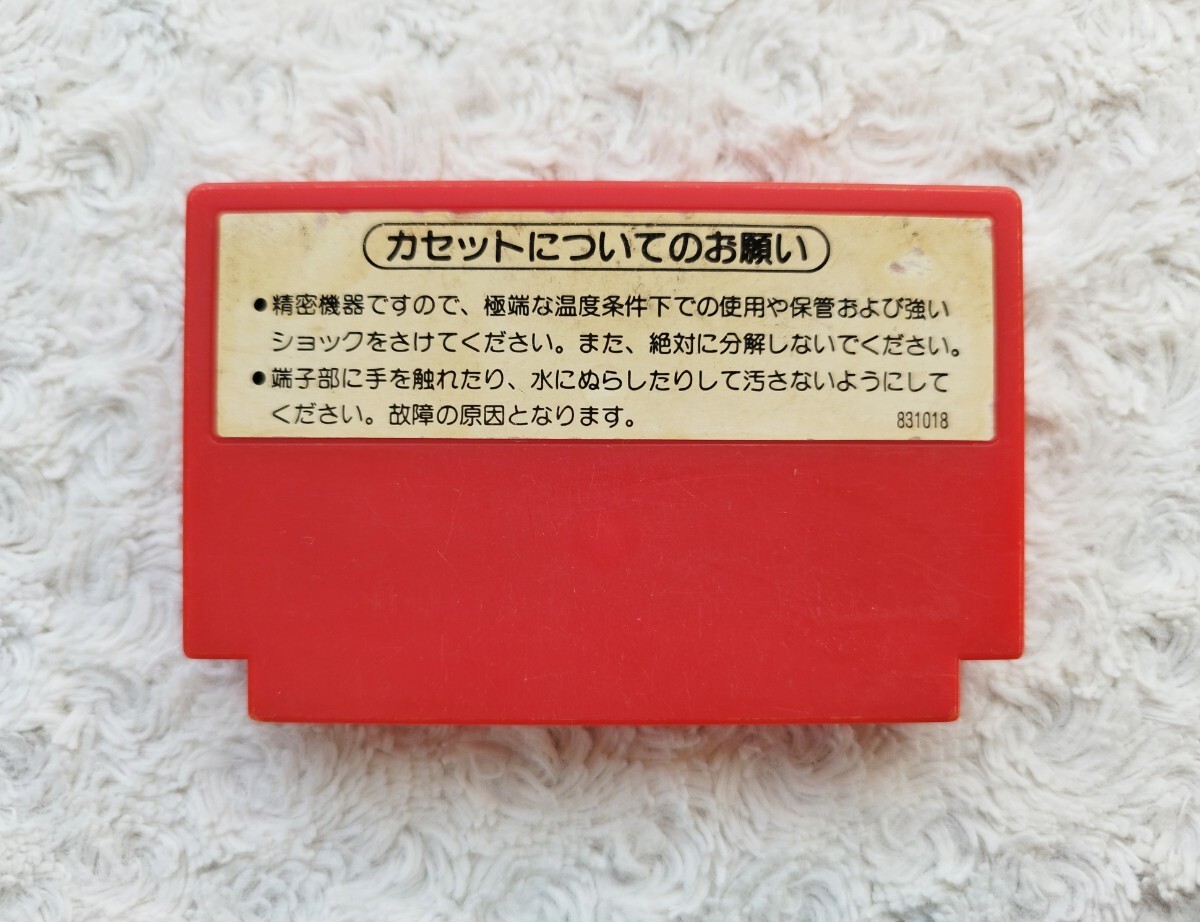 カセットについてのお願い
●精密機器ですので、極端な温度条件下での使用や保管および強い
ショックをさけてください。また、絶対に分解しないでください。
●端子部に手を触れたり、水にぬらしたりして汚さないようにして
ください。故障の原因となります。
831018